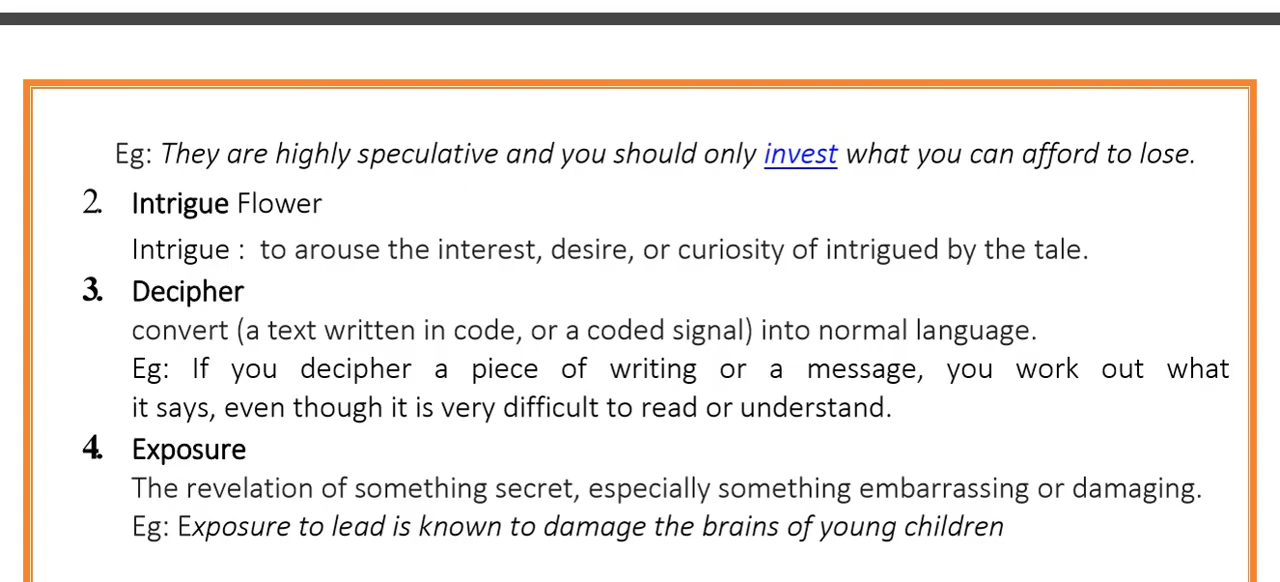 Eg: They are highly speculative and you should only invest what you can afford to lose.
2. Intrigue Flower
Intrigue : to arouse the interest, desire, or curiosity of intrigued by the tale.
3. Decipher
convert (a text written in code, or a coded signal) into normal language.
Eg: If you decipher a piece of writing or a message, you work out what
it says, even though it is very difficult to read or understand.
4. Exposure
The revelation of something secret, especially something embarrassing or damaging.
Eg: Exposure to lead is known to damage the brains of young children